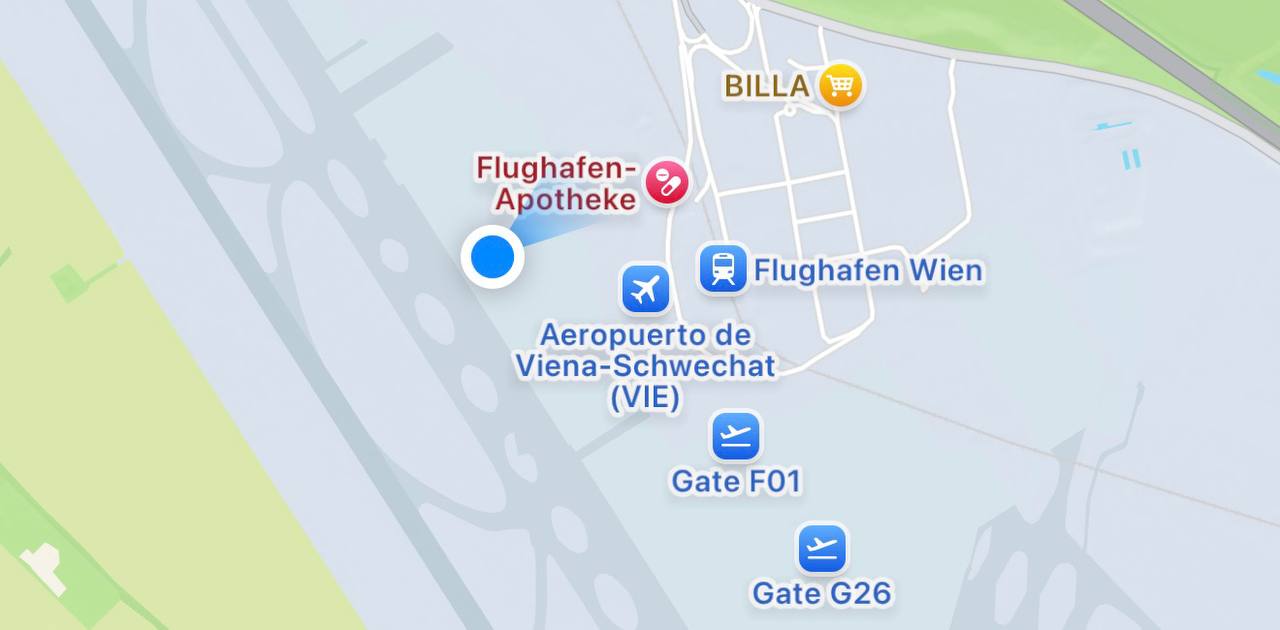 BILLA
Flughafen-
Apotheke
Flughafen Wien
Aeropuerto de
Viena-Schwechat
(VIE)
Gate F01
Gate G26